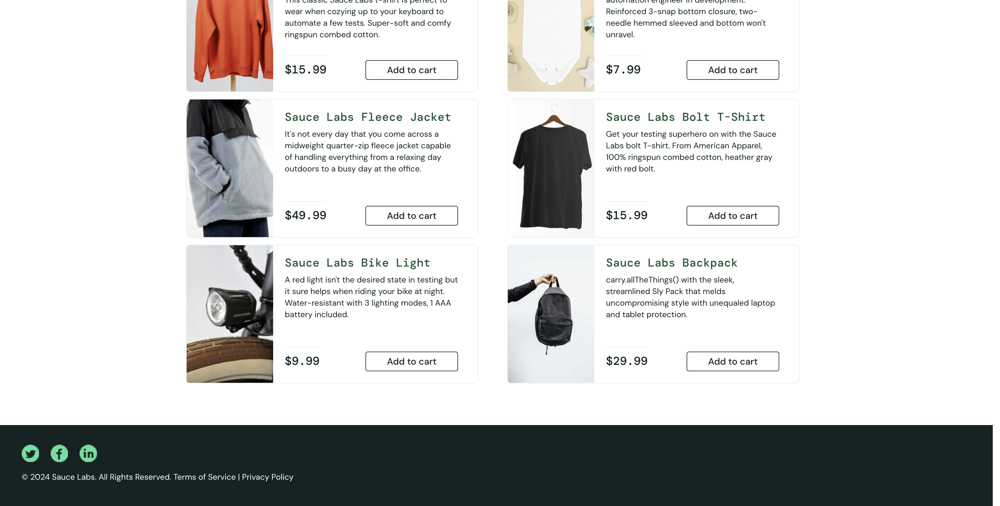 This classic Sauce Labs t-shirt is perfect to
wear when cozying up to your keyboard to
automate a few tests. Super-soft and comfy
ringspun combed cotton.
$15.99
Add to cart
automation engineer in development.
Reinforced 3-snap bottom closure, two-
needle hemmed sleeved and bottom won't
unravel.
$7.99
Add to cart
Sauce Labs Fleece Jacket
It's not every day that you come across a
midweight quarter-zip fleece jacket capable
of handling everything from a relaxing day
outdoors to a busy day at the office.
$49.99
Add to cart
Sauce Labs Bolt T-Shirt
Get your testing superhero on with the Sauce
Labs bolt T-shirt. From American Apparel,
100% ringspun combed cotton, heather gray
with red bolt.
$15.99
Add to cart
STAR UNION
Sauce Labs Bike Light
A red light isn't the desired state in testing but
it sure helps when riding your bike at night.
Water-resistant with 3 lighting modes, 1 AAA
battery included.
$9.99
Add to cart
Sauce Labs Backpack
carry.allTheThings() with the sleek,
streamlined Sly Pack that melds
uncompromising style with unequaled laptop
and tablet protection.
$29.99
Add to cart
© 2024 Sauce Labs. All Rights Reserved. Terms of Service | Privacy Policy